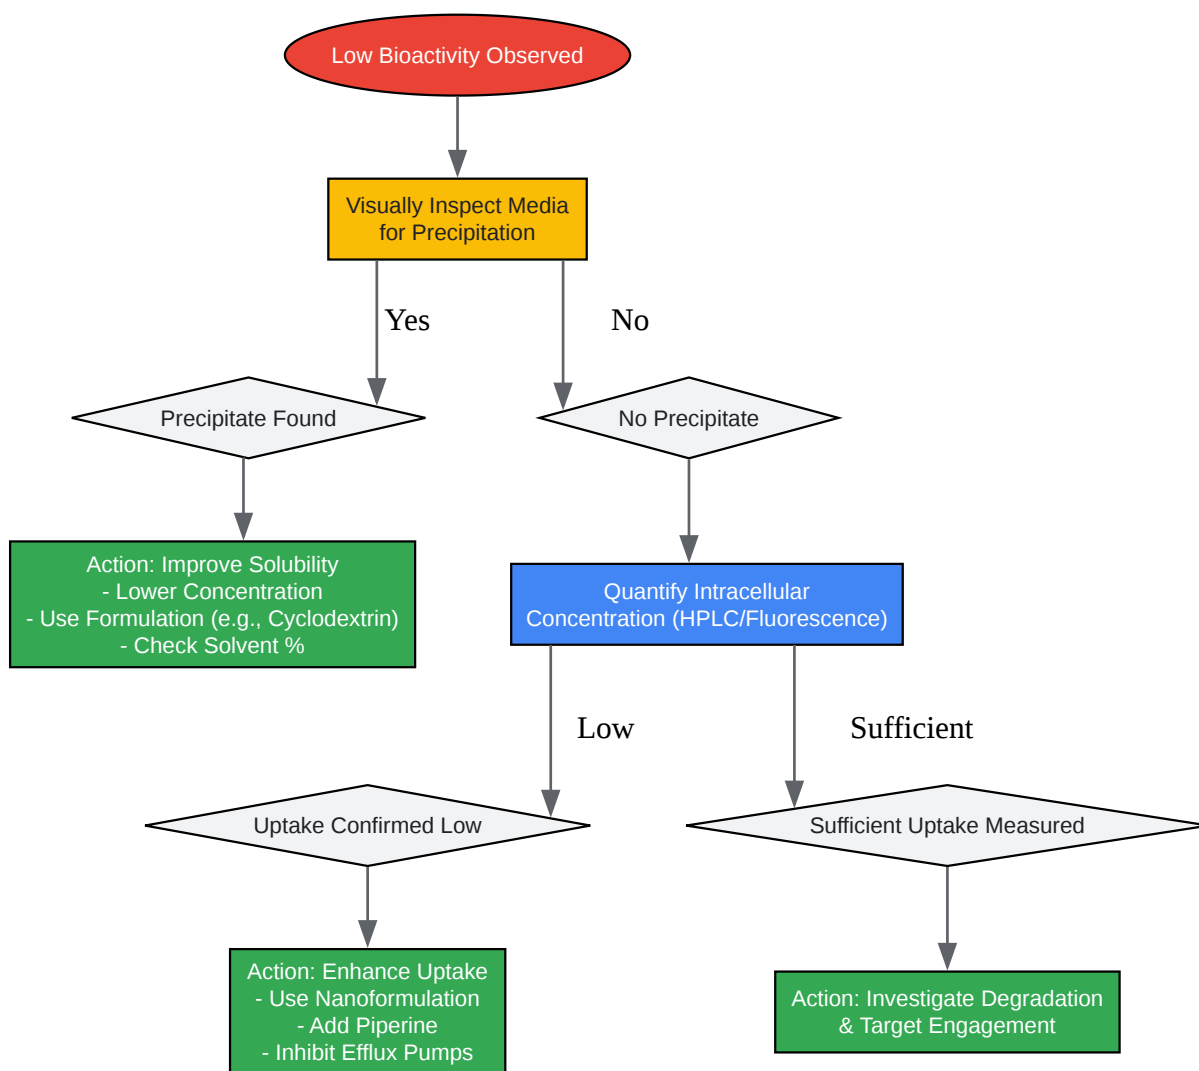 Low Bioactivity Observed
Visually Inspect Media
for Precipitation
Yes
No
Precipitate Found
No Precipitate
Action: Improve Solubility
- Lower Concentration
- Use Formulation (e.g., Cyclodextrin)
- Check Solvent %
Quantify Intracellular
Concentration (HPLC/Fluorescence)
Low
Sufficient
Uptake Confirmed Low
Sufficient Uptake Measured
Action: Enhance Uptake
- Use Nanoformulation
- Add Piperine
- Inhibit Efflux Pumps
Action: Investigate Degradation
& Target Engagement